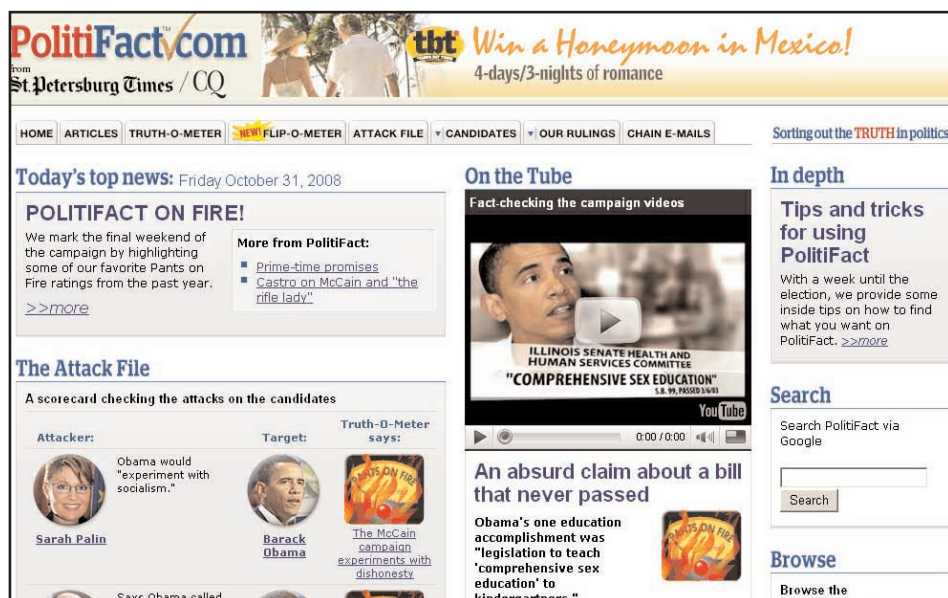 PolitiFact.com
from
St. Petersburg Times / CQ
tbt*
Win a Honeymoon in Mexico!
4-days/3-nights of romance
HOME
ARTICLES
TRUTH-O-METER
NEW! FLIP-O-METER
ATTACK FILE
CANDIDATES
OUR RULINGS
CHAIN E-MAILS
Sorting out the TRUTH in politics
Today's top news: Friday October 31, 2008
POLITIFACT ON FIRE!
We mark the final weekend of
the campaign by highlighting
some of our favorite Pants on
Fire ratings from the past year.
>>more
More from PolitiFact:
Prime-time promises
Castro on McCain and "the
rifle lady"
The Attack File
A scorecard checking the attacks on the candidates
Attacker:
Target:
Truth-O-Meter
says:
Obama would
"experiment with
socialism."
Sarah Palin
Barack
Obama
PANTS ON FIRE
The McCain
campaign
experiments with
dishonesty
Says Obama called
On the Tube
Fact-checking the campaign videos
ILLINOIS SENATE HEALTH AND
HUMAN SERVICES COMMITTEE
"COMPREHENSIVE SEX EDUCATION"
S.B. 99, PASSED 3/6/03
YouTube
0:00 / 0:00
An absurd claim about a bill
that never passed
Obama's one education
accomplishment was
"legislation to teach
'comprehensive sex
education' to
kindergartners."
PANTS ON FIRE
In depth
Tips and tricks
for using
PolitiFact
With a week until the
election, we provide some
inside tips on how to find
what you want on
PolitiFact. >>more
Search
Search PolitiFact via
Google
Search
Browse
Browse the